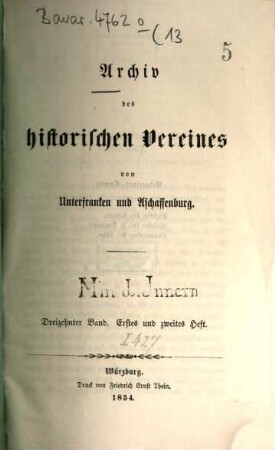 Bavar. 4762 o
(13
5
Archiv
des
historischen Vereines
von
Unterfranken und Aschaffenburg.
Min. d. Innern
Dreizehnter Band. Erstes und zweites Heft.
I 427
Würzburg.
Druck von Friedrich Ernst Thein.
1854.